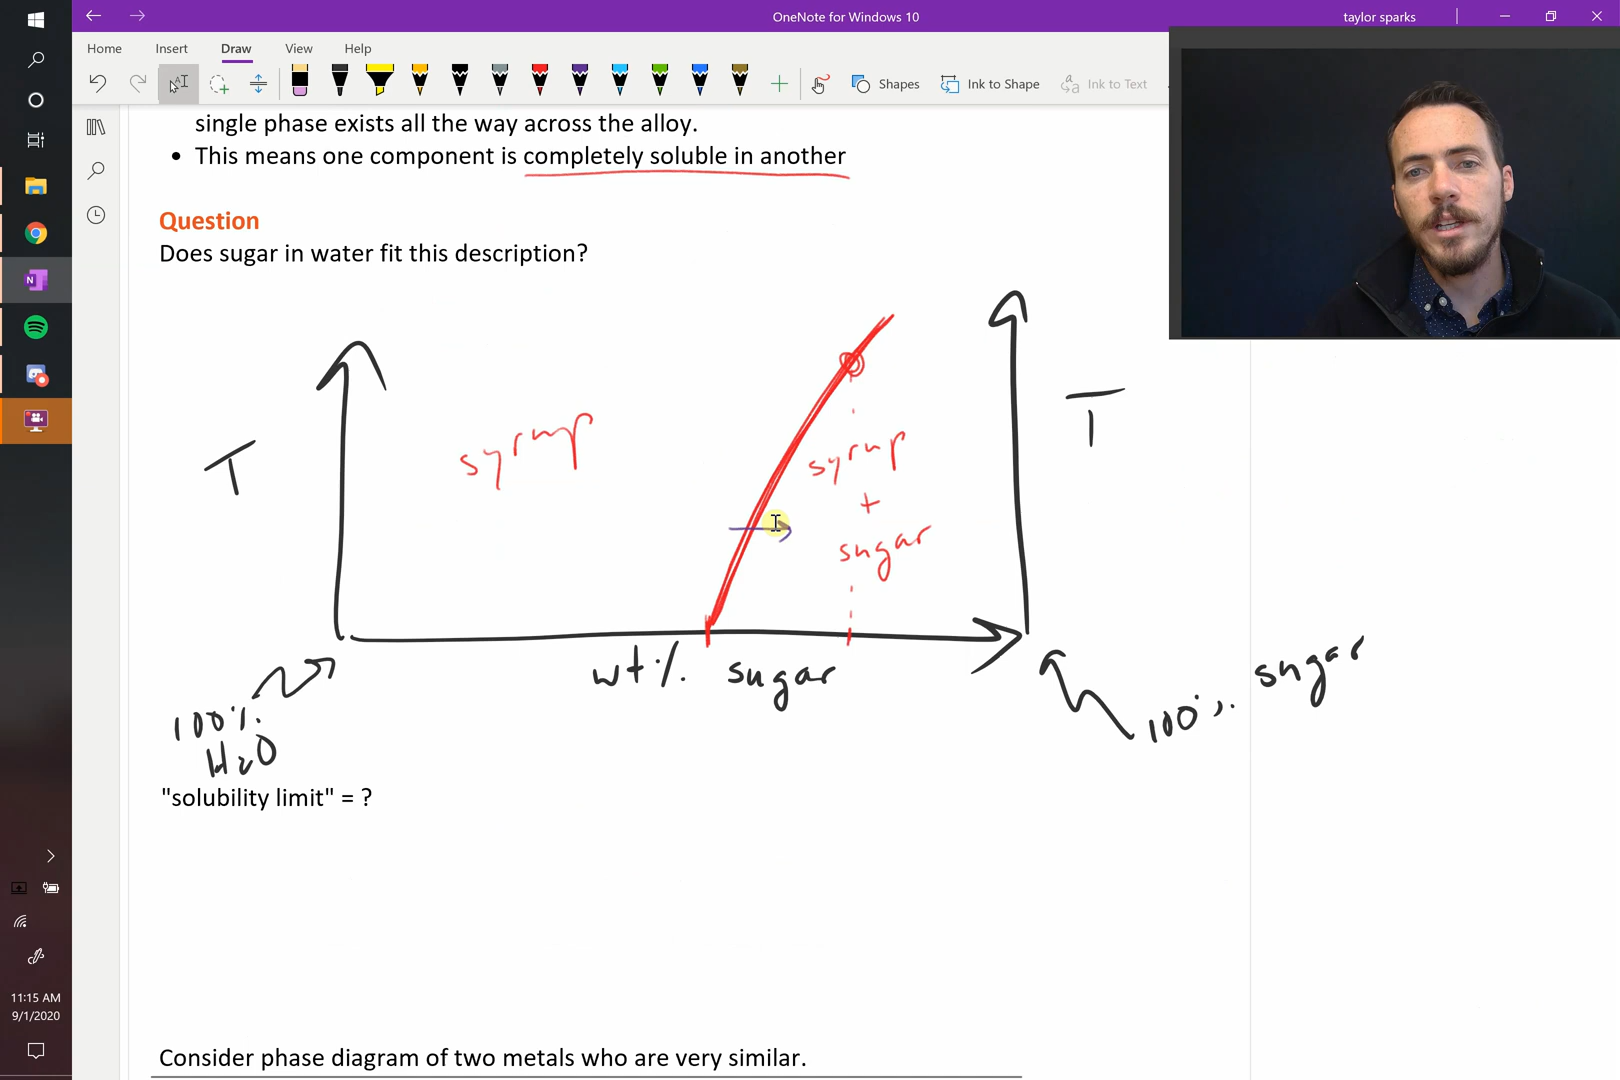 OneNote for Windows 10
taylor sparks
Home Insert Draw View Help
Shapes Ink to Shape Ink to Text
single phase exists all the way across the alloy.
• This means one component is completely soluble in another
Question
Does sugar in water fit this description?
T
syrup
syrup
+
sugar
T
wt% sugar
100%
H2O
100% sugar
"solubility limit" = ?
Consider phase diagram of two metals who are very similar.
11:15 AM
9/1/2020